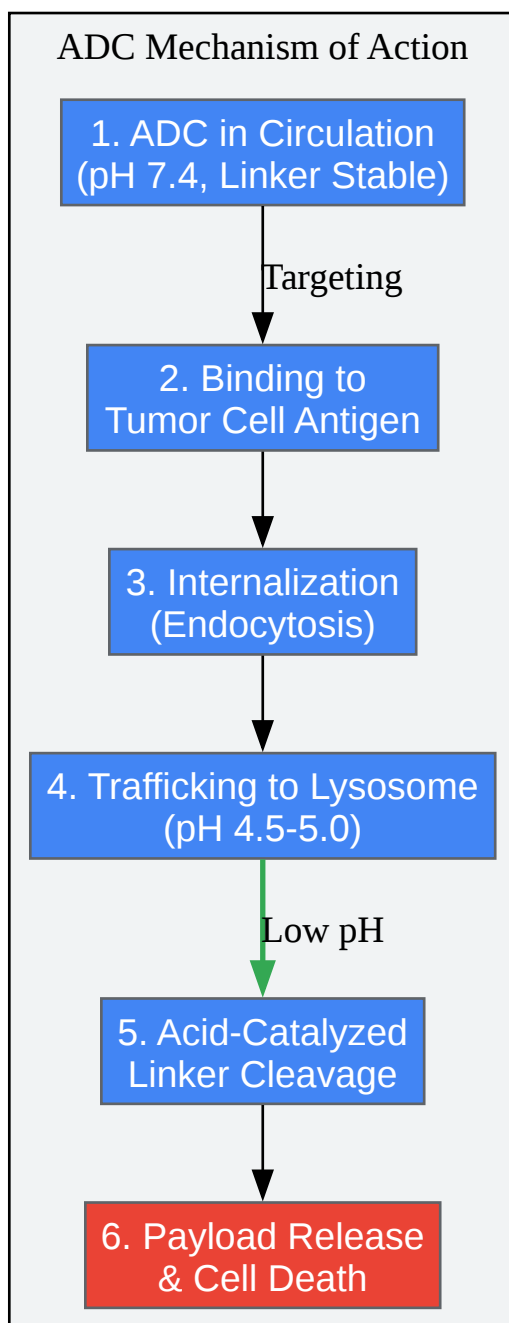 ADC Mechanism of Action
1. ADC in Circulation
(pH 7.4, Linker Stable)
Targeting
2. Binding to
Tumor Cell Antigen
3. Internalization
(Endocytosis)
4. Trafficking to Lysosome
(pH 4.5-5.0)
Low pH
5. Acid-Catalyzed
Linker Cleavage
6. Payload Release
& Cell Death